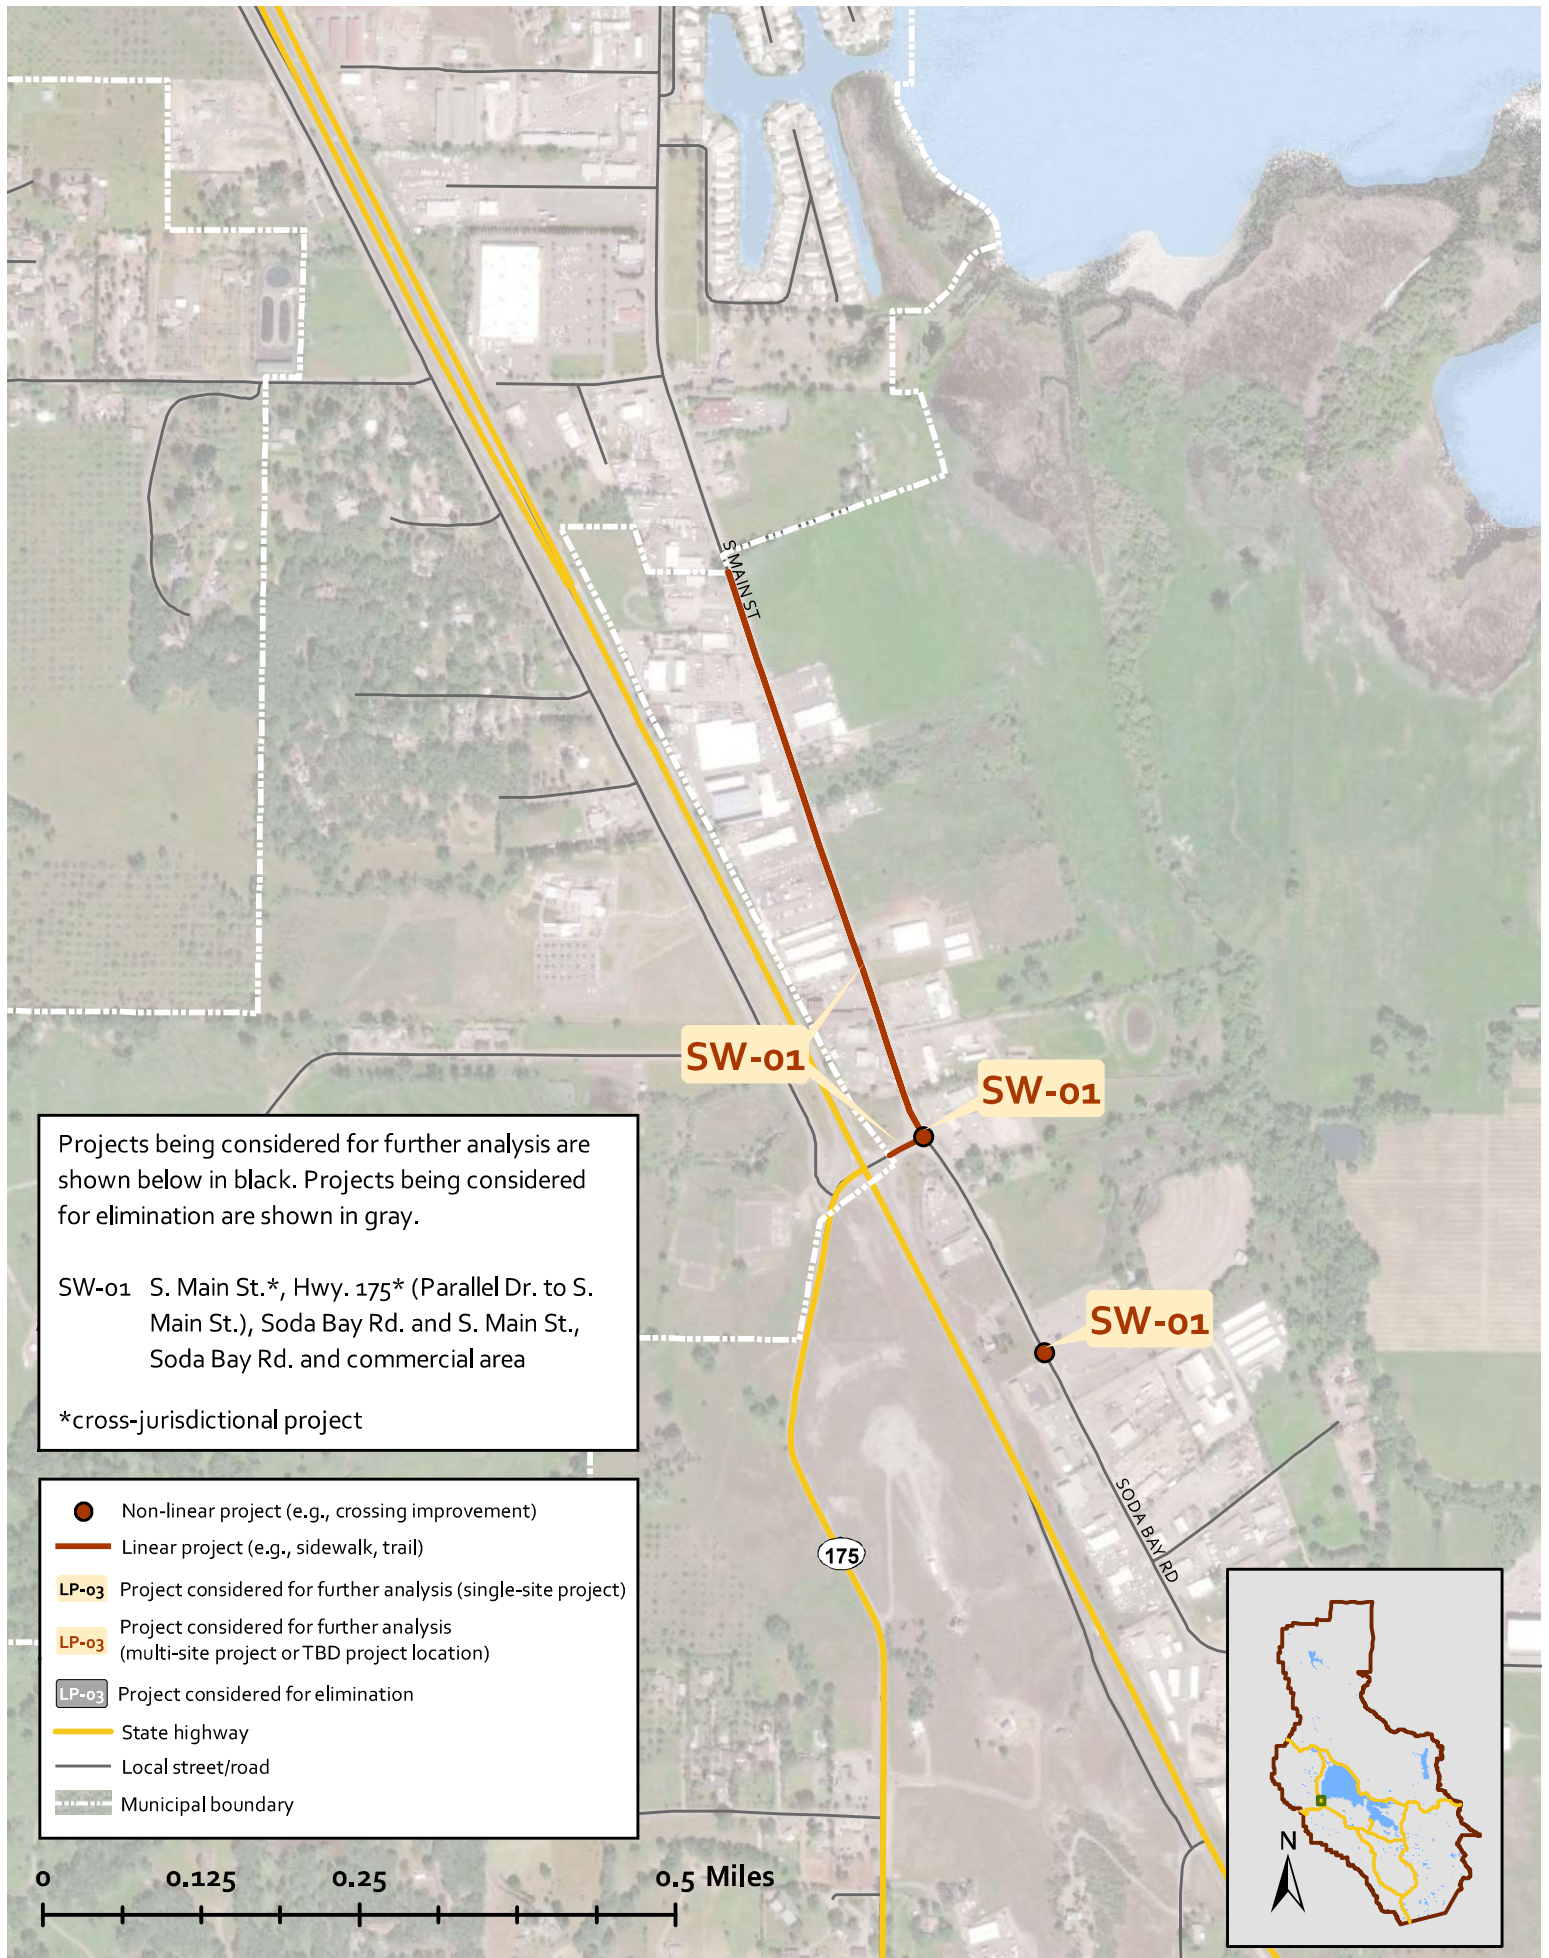 S MAIN ST
SW-01
SW-01
SW-01
SODA BAY RD
175
Projects being considered for further analysis are
shown below in black. Projects being considered
for elimination are shown in gray.
SW-01 S. Main St.*, Hwy. 175* (Parallel Dr. to S.
Main St.), Soda Bay Rd. and S. Main St.,
Soda Bay Rd. and commercial area
*cross-jurisdictional project
Non-linear project (e.g., crossing improvement)
Linear project (e.g., sidewalk, trail)
LP-03 Project considered for further analysis (single-site project)
Project considered for further analysis
LP-03 (multi-site project or TBD project location)
LP-03 Project considered for elimination
State highway
Local street/road
Municipal boundary
0 0.125 0.25 0.5 Miles
N